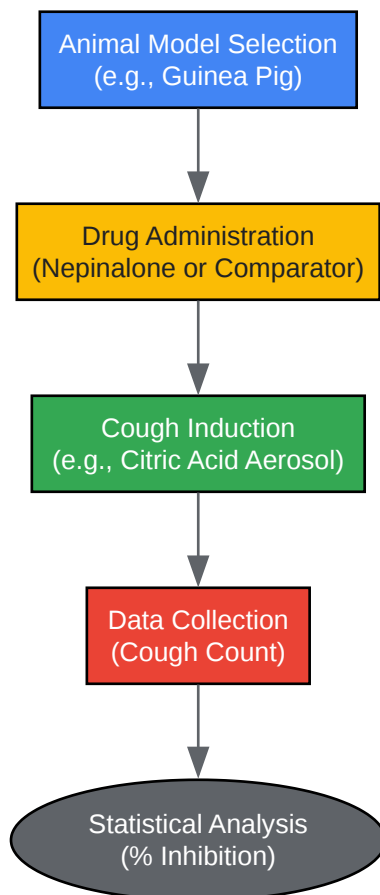 Animal Model Selection
(e.g., Guinea Pig)
Drug Administration
(Nepinalone or Comparator)
Cough Induction
(e.g., Citric Acid Aerosol)
Data Collection
(Cough Count)
Statistical Analysis
(% Inhibition)